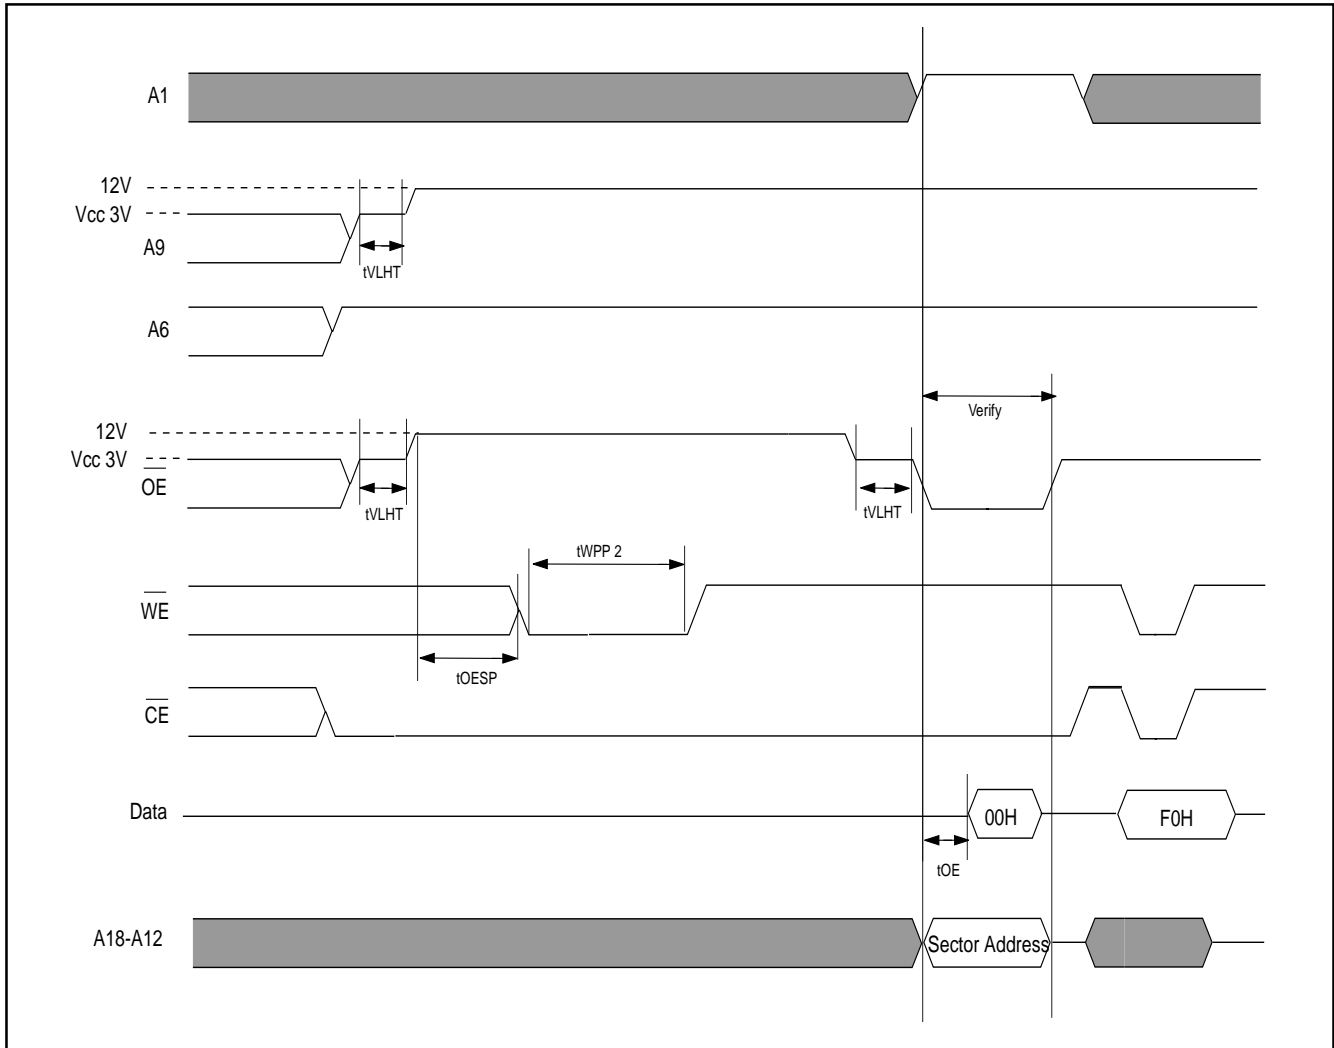 A1
12V
Vcc 3V
A9
tVLHT
A6
Verify
12V
Vcc 3V
OE
tVLHT
tVLHT
tWPP 2
WE
tOESP
CE
Data
00H
F0H
tOE
A18-A12
Sector Address